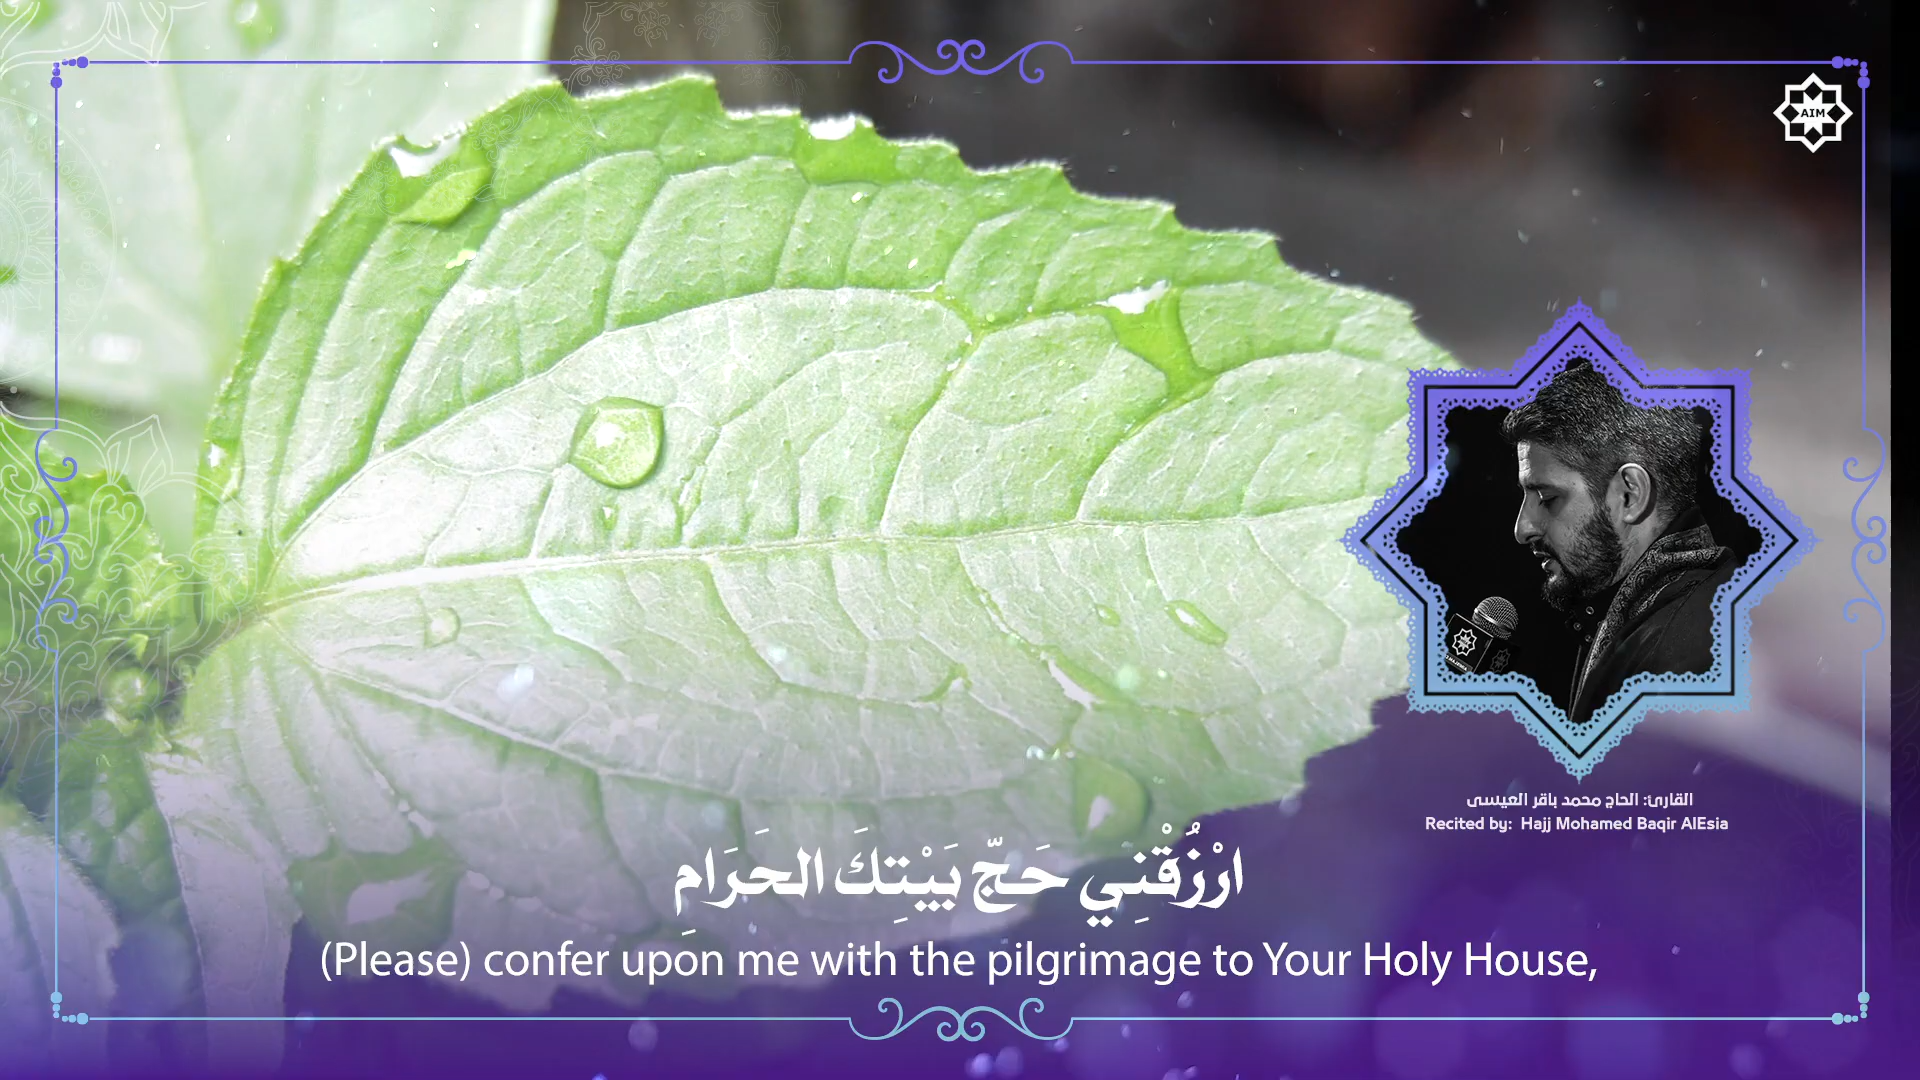 AIM
القارئ: الحاج محمد باقر العيسى
Recited by: Hajj Mohamed Baqir AlEsia
ارْزُقْنِي حَجَّ بَيْتِكَ الحَرَامِ
(Please) confer upon me with the pilgrimage to Your Holy House,